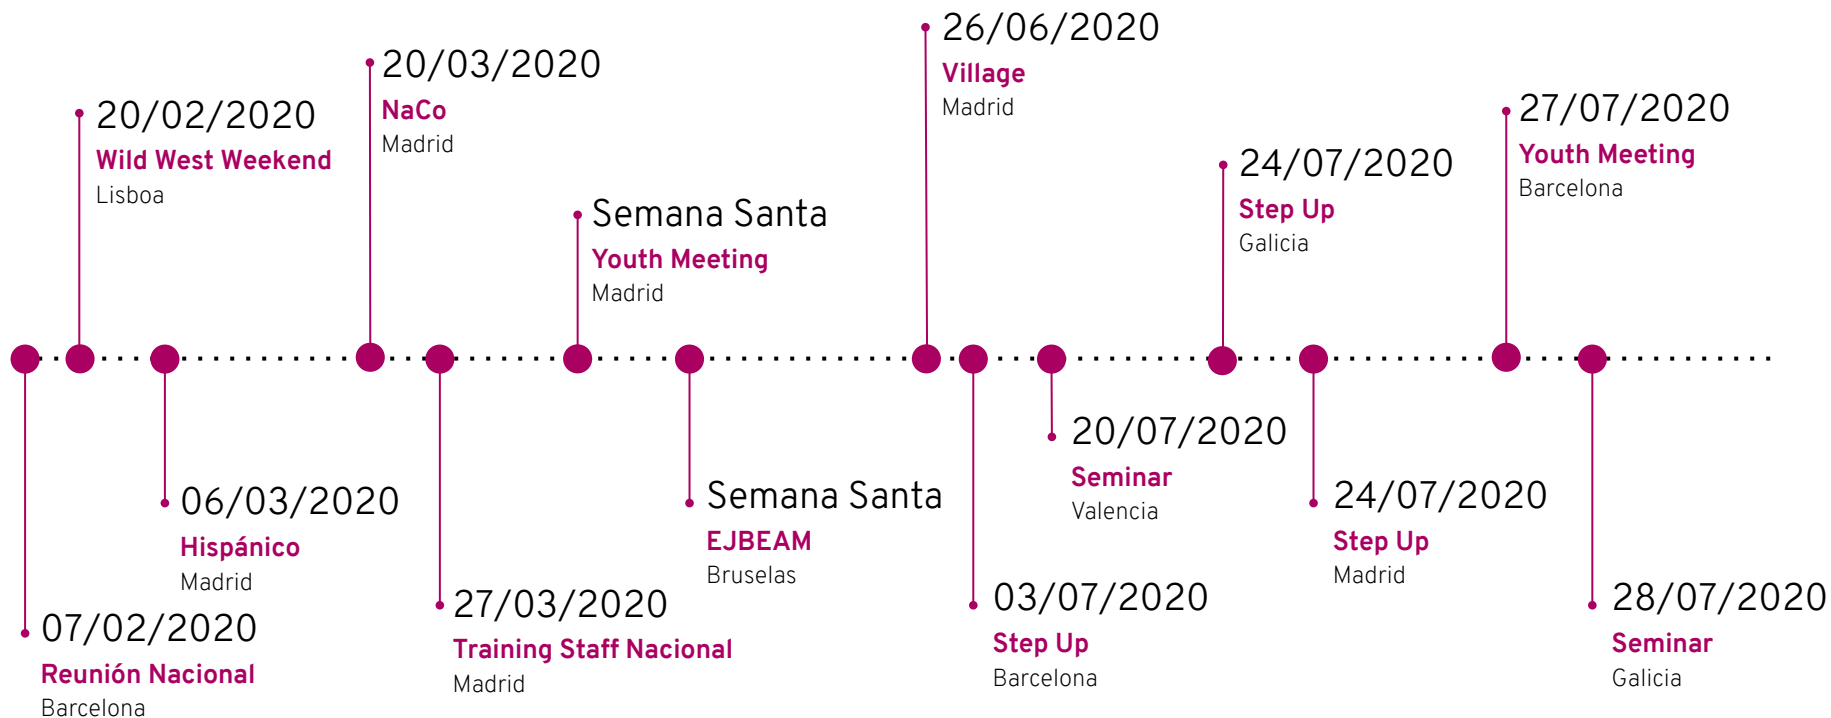 07/02/2020
Reunión Nacional
Barcelona
20/02/2020
Wild West Weekend
Lisboa
06/03/2020
Hispánico
Madrid
20/03/2020
NaCo
Madrid
27/03/2020
Training Staff Nacional
Madrid
Semana Santa
Youth Meeting
Madrid
Semana Santa
EJBEAM
Bruselas
26/06/2020
Village
Madrid
03/07/2020
Step Up
Barcelona
20/07/2020
Seminar
Valencia
24/07/2020
Step Up
Galicia
24/07/2020
Step Up
Madrid
27/07/2020
Youth Meeting
Barcelona
28/07/2020
Seminar
Galicia